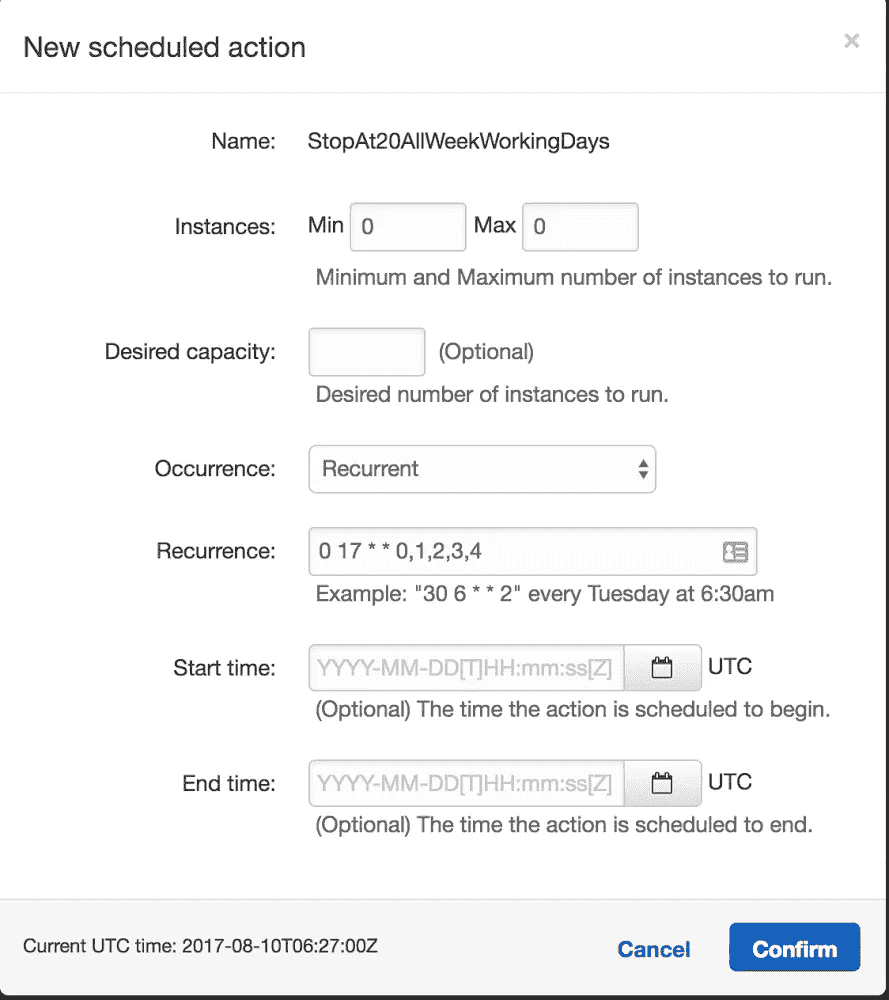 New scheduled action ×
Name: StopAt20AllWeekWorkingDays
Instances: Min 0 Max 0
Minimum and Maximum number of instances to run.
Desired capacity: (Optional)
Desired number of instances to run.
Occurrence: Recurrent
Recurrence: 0 17 * * 0,1,2,3,4
Example: "30 6 * * 2" every Tuesday at 6:30am
Start time: YYYY-MM-DD[T]HH:mm:ss[Z] UTC
(Optional) The time the action is scheduled to begin.
End time: YYYY-MM-DD[T]HH:mm:ss[Z] UTC
(Optional) The time the action is scheduled to end.
Current UTC time: 2017-08-10T06:27:00Z Cancel Confirm